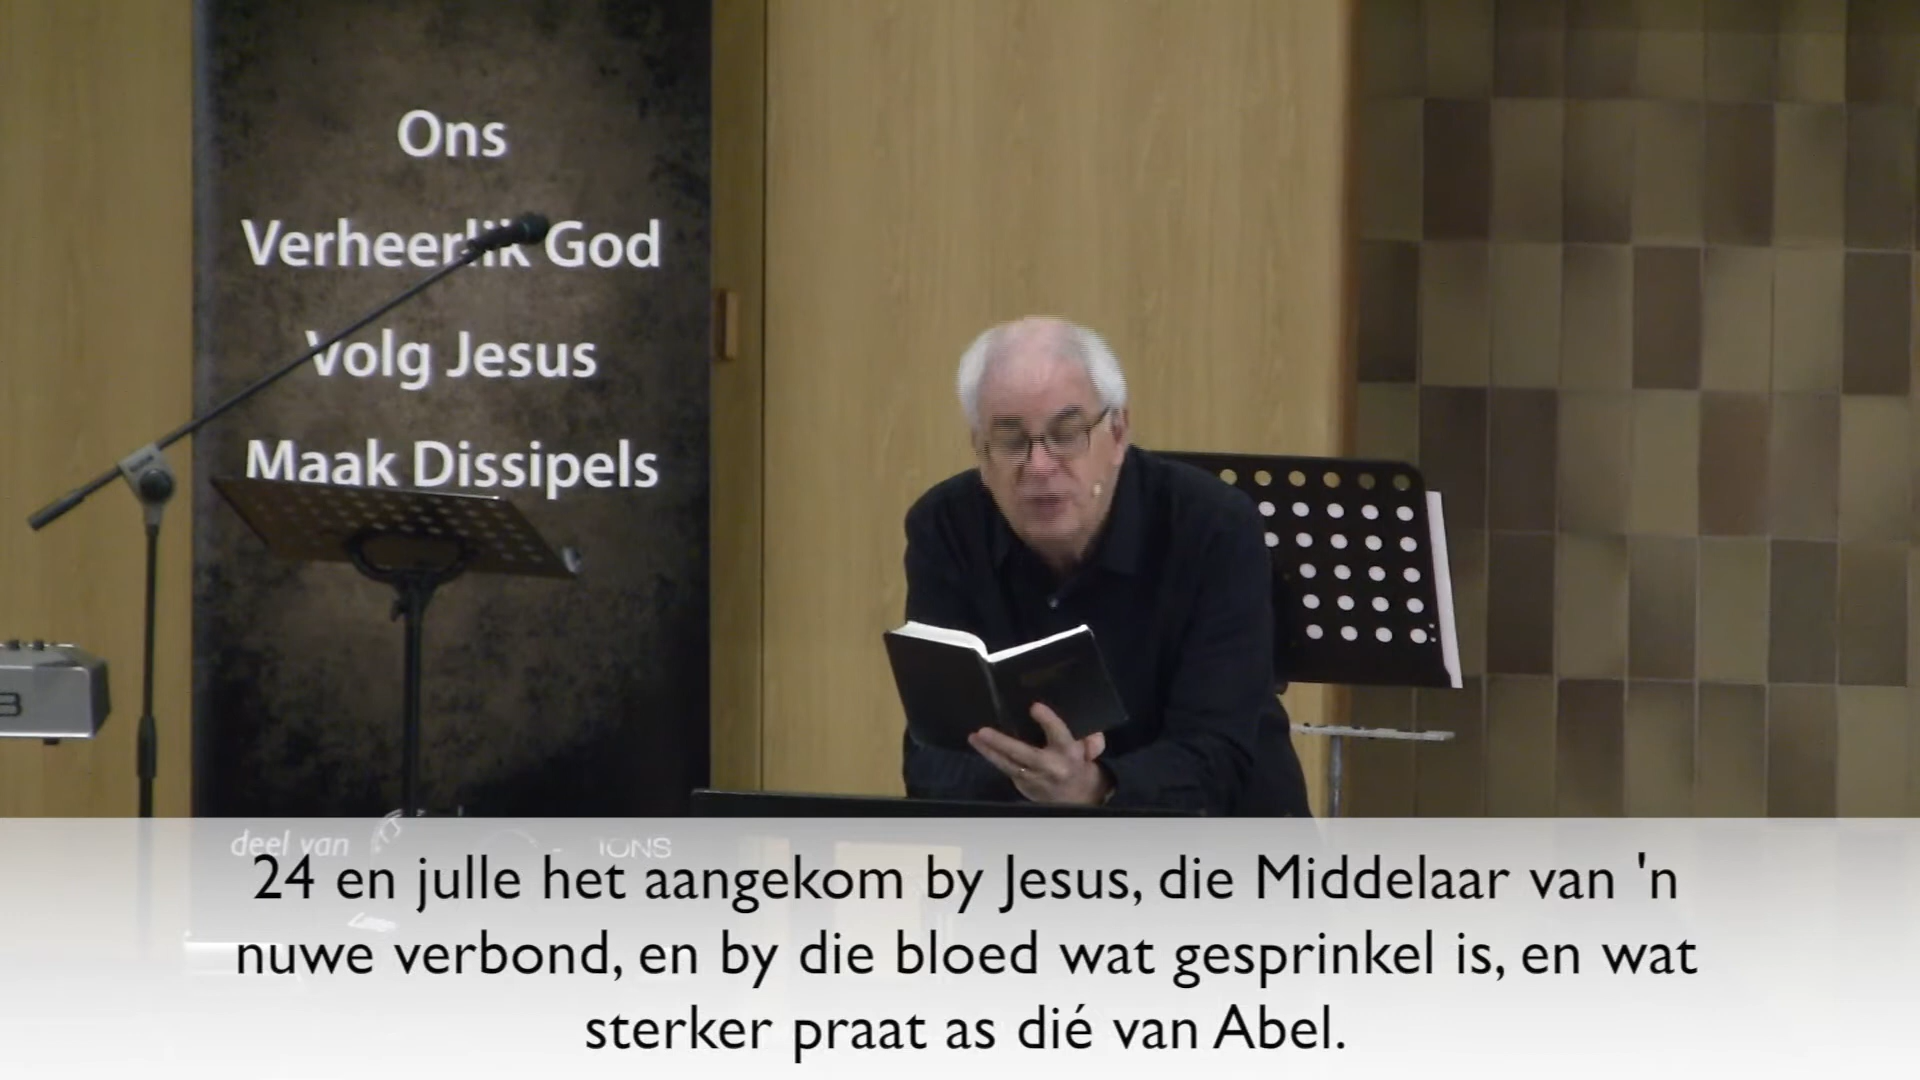 Ons
Verheerlik God
Volg Jesus
Maak Dissipels
deel van
IONS
24 en julle het aangekom by Jesus, die Middelaar van 'n
nuwe verbond, en by die bloed wat gesprinkel is, en wat
sterker praat as dié van Abel.